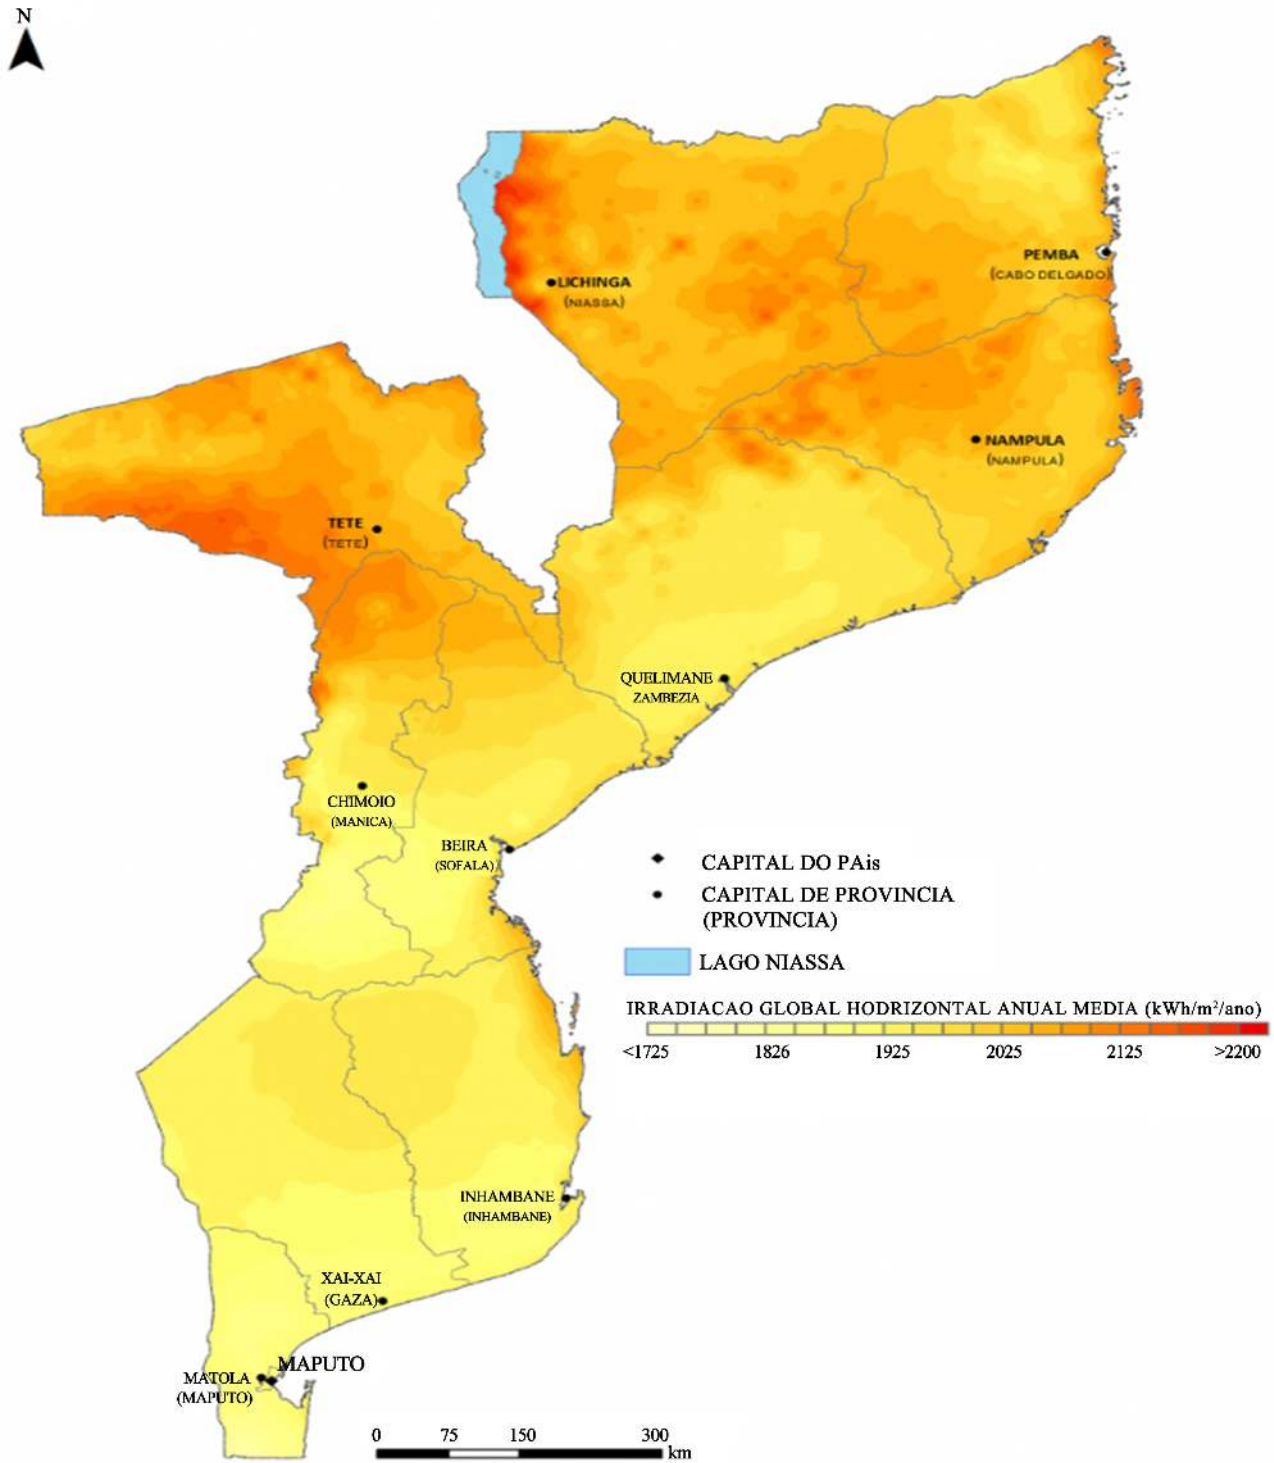 N
PEMBA
(CABO DELGADO)
LICHINGA
(NIASSA)
NAMPULA
(NAMPULA)
TETE
(TETE)
QUELIMANE
ZAMBEZIA
CHIMOIO
(MANICA)
BEIRA
(SOFALA)
CAPITAL DO PAis
CAPITAL DE PROVINCIA
(PROVINCIA)
LAGO NIASSA
IRRADIACAO GLOBAL HODRIZONTAL ANUAL MEDIA (kWh/m²/ano)
<1725 1826 1925 2025 2125 >2200
INHAMBANE
(INHAMBANE)
XAI-XAI
(GAZA)
MAPUTO
MATOLA
(MAPUTO)
0 75 150 300
km